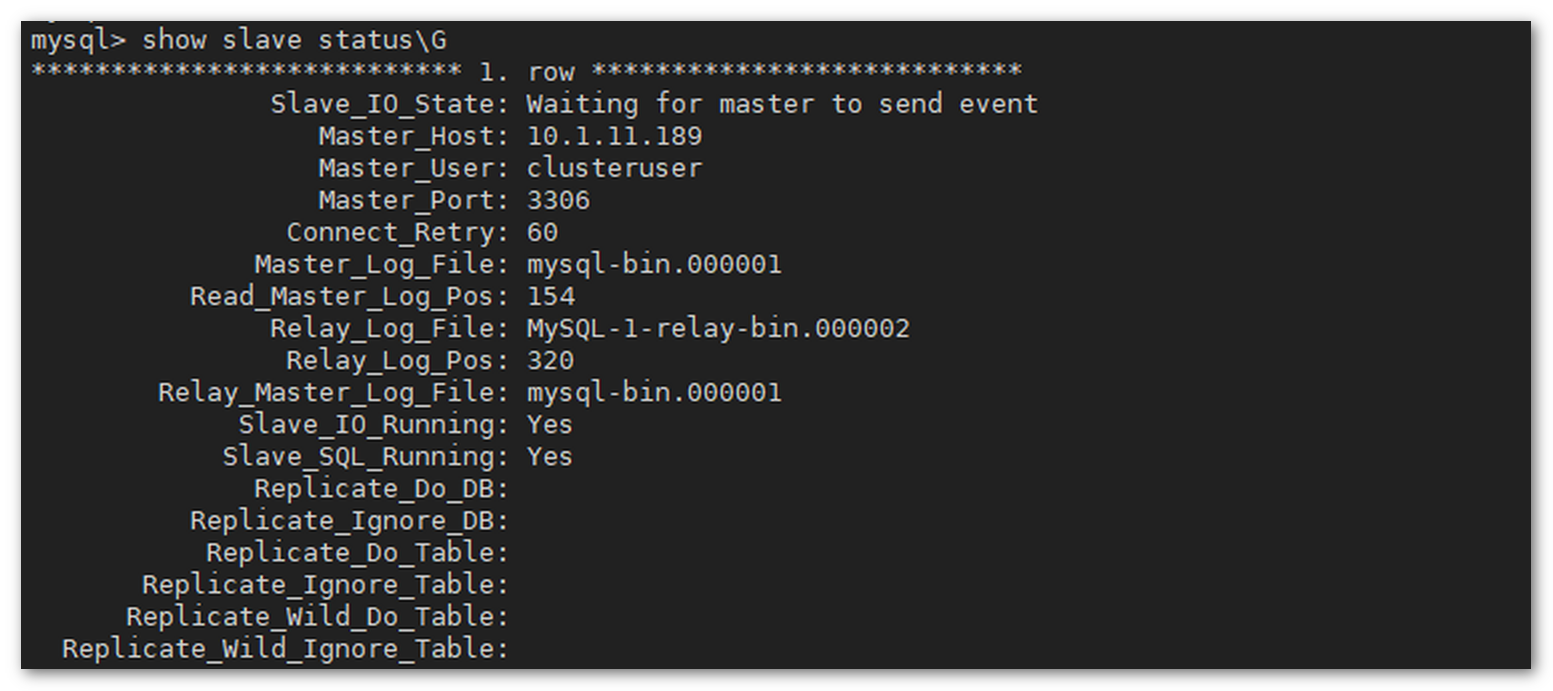 mysql> show slave status\G
*************************** 1. row ***************************
Slave_IO_State: Waiting for master to send event
Master_Host: 10.1.11.189
Master_User: clusteruser
Master_Port: 3306
Connect_Retry: 60
Master_Log_File: mysql-bin.000001
Read_Master_Log_Pos: 154
Relay_Log_File: MySQL-1-relay-bin.000002
Relay_Log_Pos: 320
Relay_Master_Log_File: mysql-bin.000001
Slave_IO_Running: Yes
Slave_SQL_Running: Yes
Replicate_Do_DB:
Replicate_Ignore_DB:
Replicate_Do_Table:
Replicate_Ignore_Table:
Replicate_Wild_Do_Table:
Replicate_Wild_Ignore_Table: